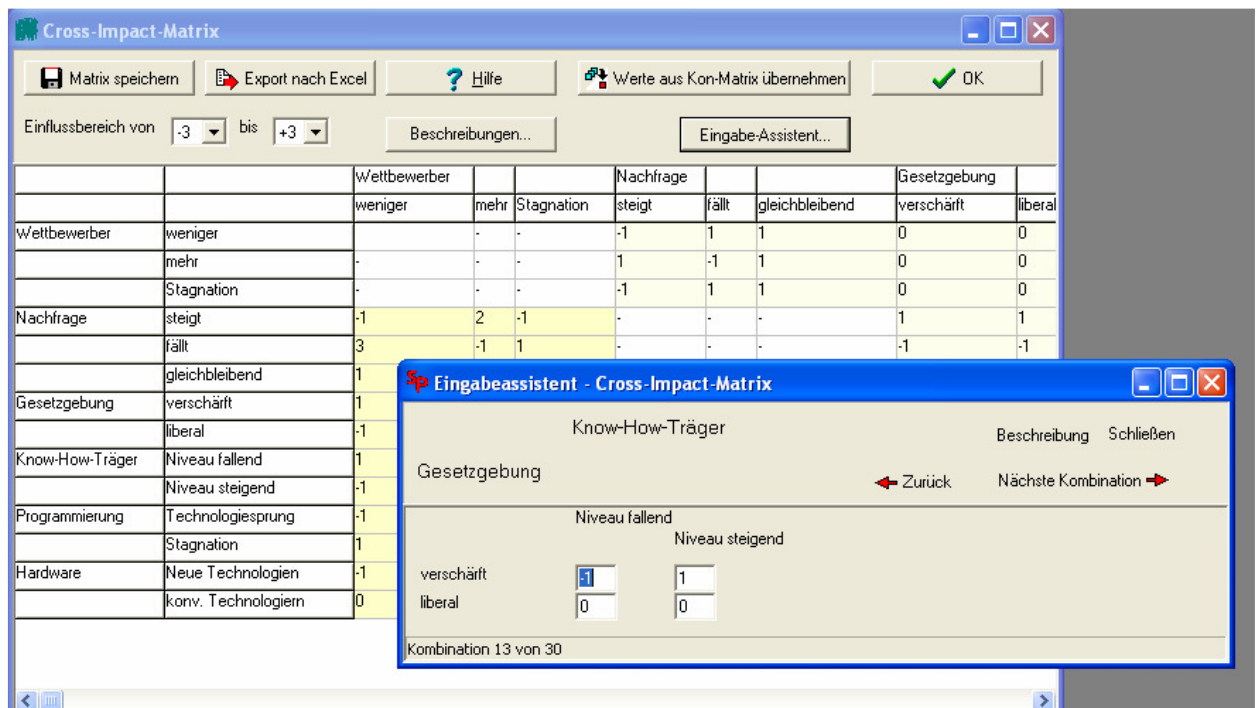 Cross-Impact-Matrix
Matrix speichern Export nach Excel Hilfe Werte aus Kon-Matrix übernehmen OK
Einflussbereich von -3 bis +3 Beschreibungen... Eingabe-Assistent...
Wettbewerber Nachfrage Gesetzgebung
weniger mehr Stagnation steigt fällt gleichbleibend verschärft liberal
Wettbewerber weniger - - -1 1 1 0 0
mehr - - - 1 -1 1 0 0
Stagnation - - - -1 1 1 0 0
Nachfrage steigt -1 2 -1 - - - 1 1
fällt 3 -1 1 - - - -1 -1
gleichbleibend 1
Gesetzgebung verschärft 1
liberal -1
Know-How-Träger Niveau fallend 1
Niveau steigend -1
Programmierung Technologiesprung -1
Stagnation 1
Hardware Neue Technologien -1
konv. Technologiern 0
Sp Eingabeassistent - Cross-Impact-Matrix
Know-How-Träger
Beschreibung Schließen
Gesetzgebung
Zurück Nächste Kombination
Niveau fallend
Niveau steigend
verschärft -1 1
liberal 0 0
Kombination 13 von 30